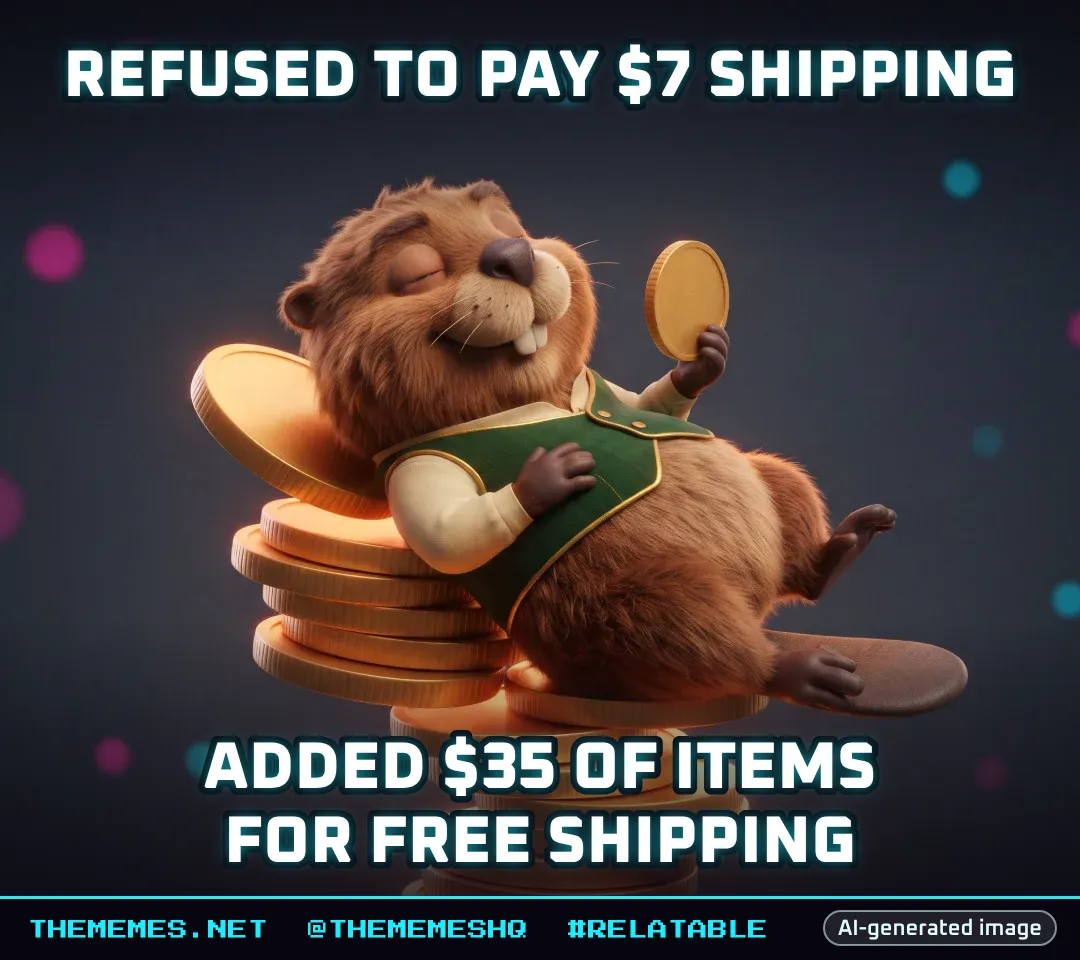 REFUSED TO PAY $7 SHIPPING
ADDED $35 OF ITEMS
FOR FREE SHIPPING
THEMEMES.NET @THEMEMESHQ #RELATABLE AI-generated image